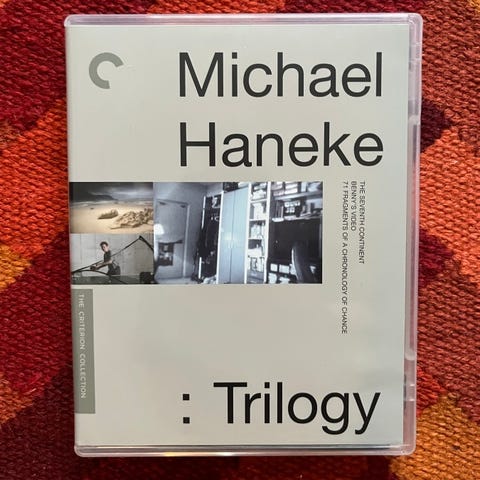 Michael
Haneke
THE SEVENTH CONTINENT
BENNY'S VIDEO
71 FRAGMENTS OF A CHRONOLOGY OF CHANCE
THE CRITERION COLLECTION
: Trilogy